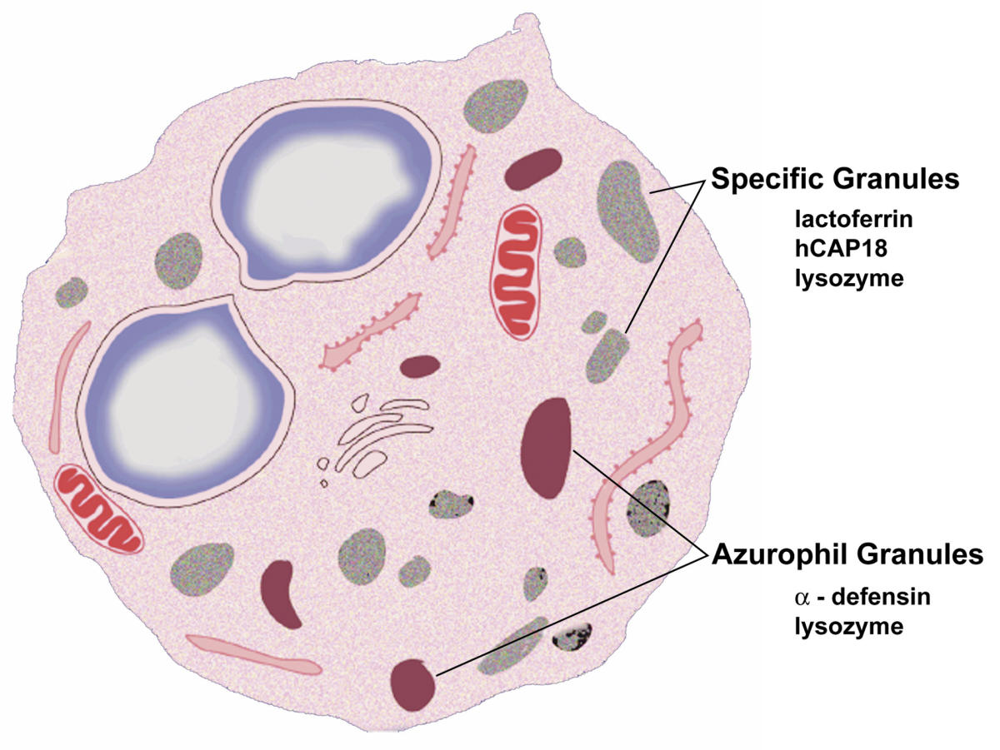 Specific Granules
lactoferrin
hCAP18
lysozyme
Azurophil Granules
α - defensin
lysozyme